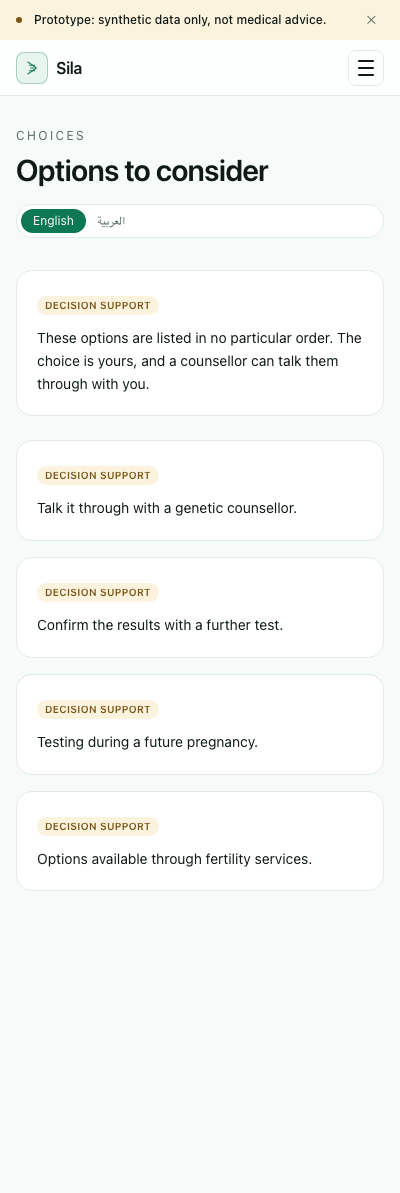 Prototype: synthetic data only, not medical advice.
Sila
CHOICES
Options to consider
English العربية
DECISION SUPPORT
These options are listed in no particular order. The
choice is yours, and a counsellor can talk them
through with you.
DECISION SUPPORT
Talk it through with a genetic counsellor.
DECISION SUPPORT
Confirm the results with a further test.
DECISION SUPPORT
Testing during a future pregnancy.
DECISION SUPPORT
Options available through fertility services.